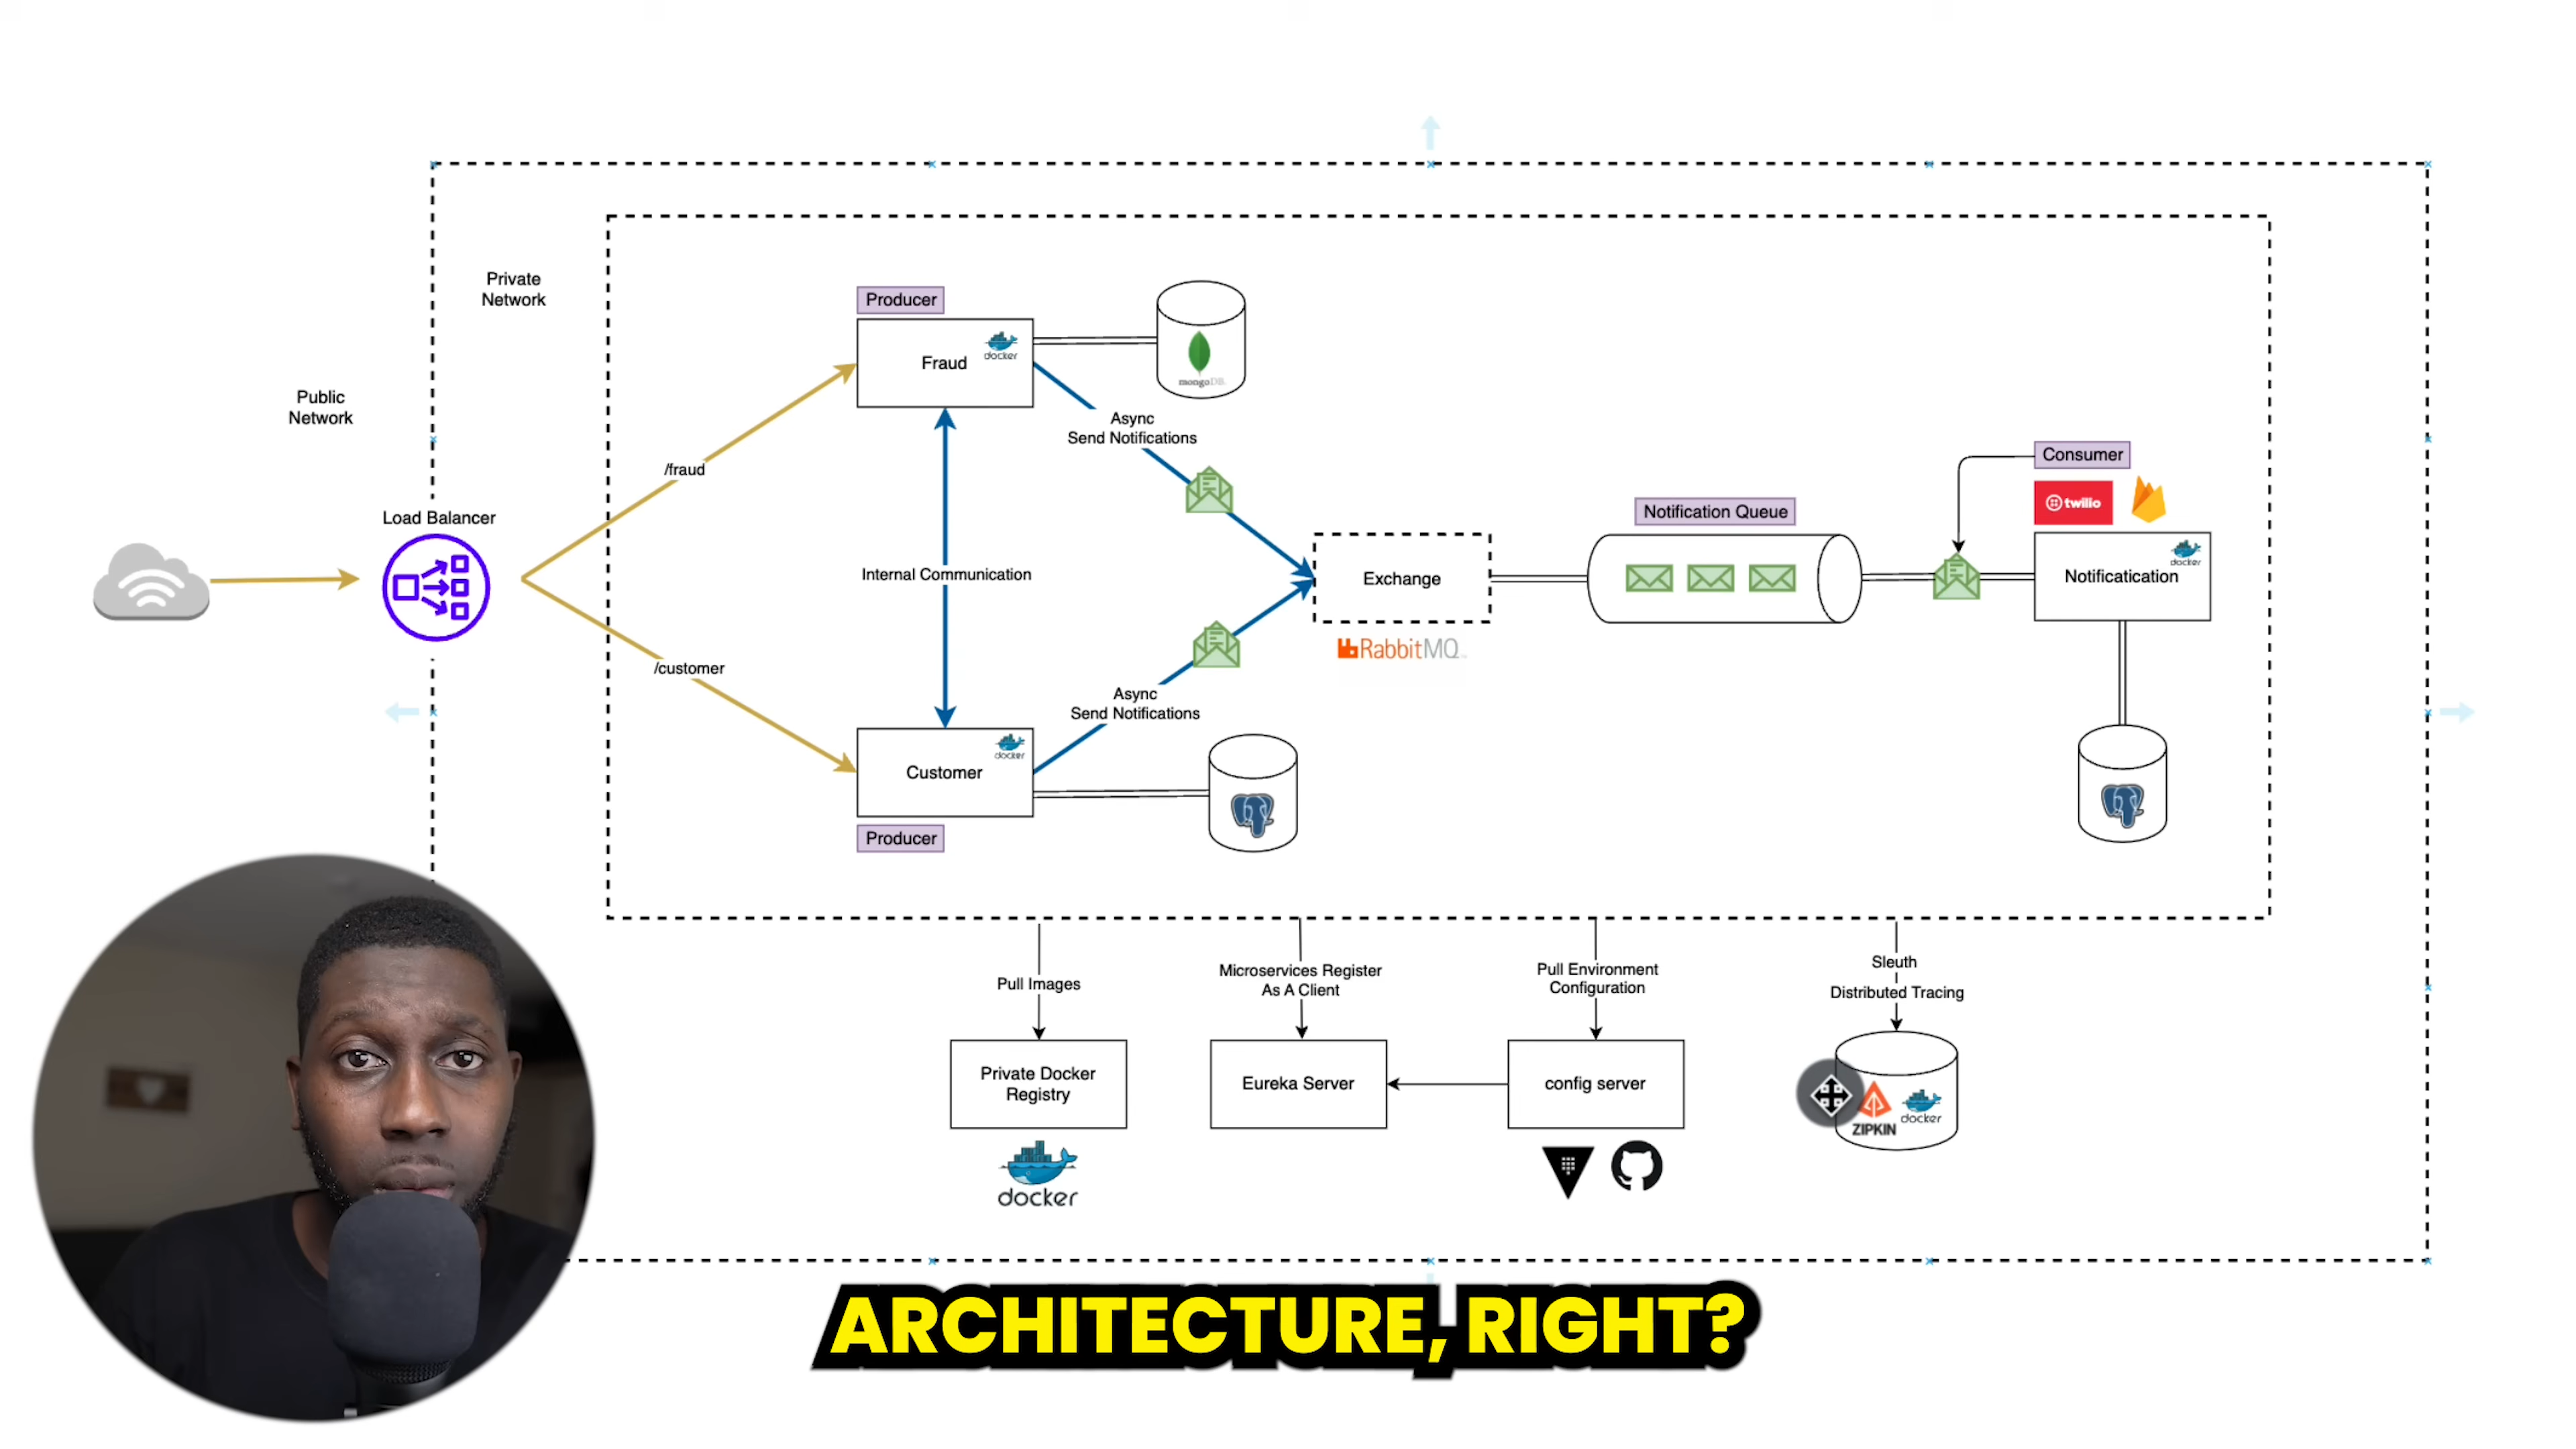 Private
Network
Public
Network
Load Balancer
/fraud
/customer
Producer
Fraud
docker
mongoDB
Async
Send Notifications
Internal Communication
Async
Send Notifications
Customer
docker
Producer
Exchange
RabbitMQ
Notification Queue
Consumer
twilio
docker
Notificatication
Pull Images
Private Docker
Registry
docker
Microservices Register
As A Client
Eureka Server
Pull Environment
Configuration
config server
Sleuth
Distributed Tracing
ZIPKIN
docker
ARCHITECTURE, RIGHT?